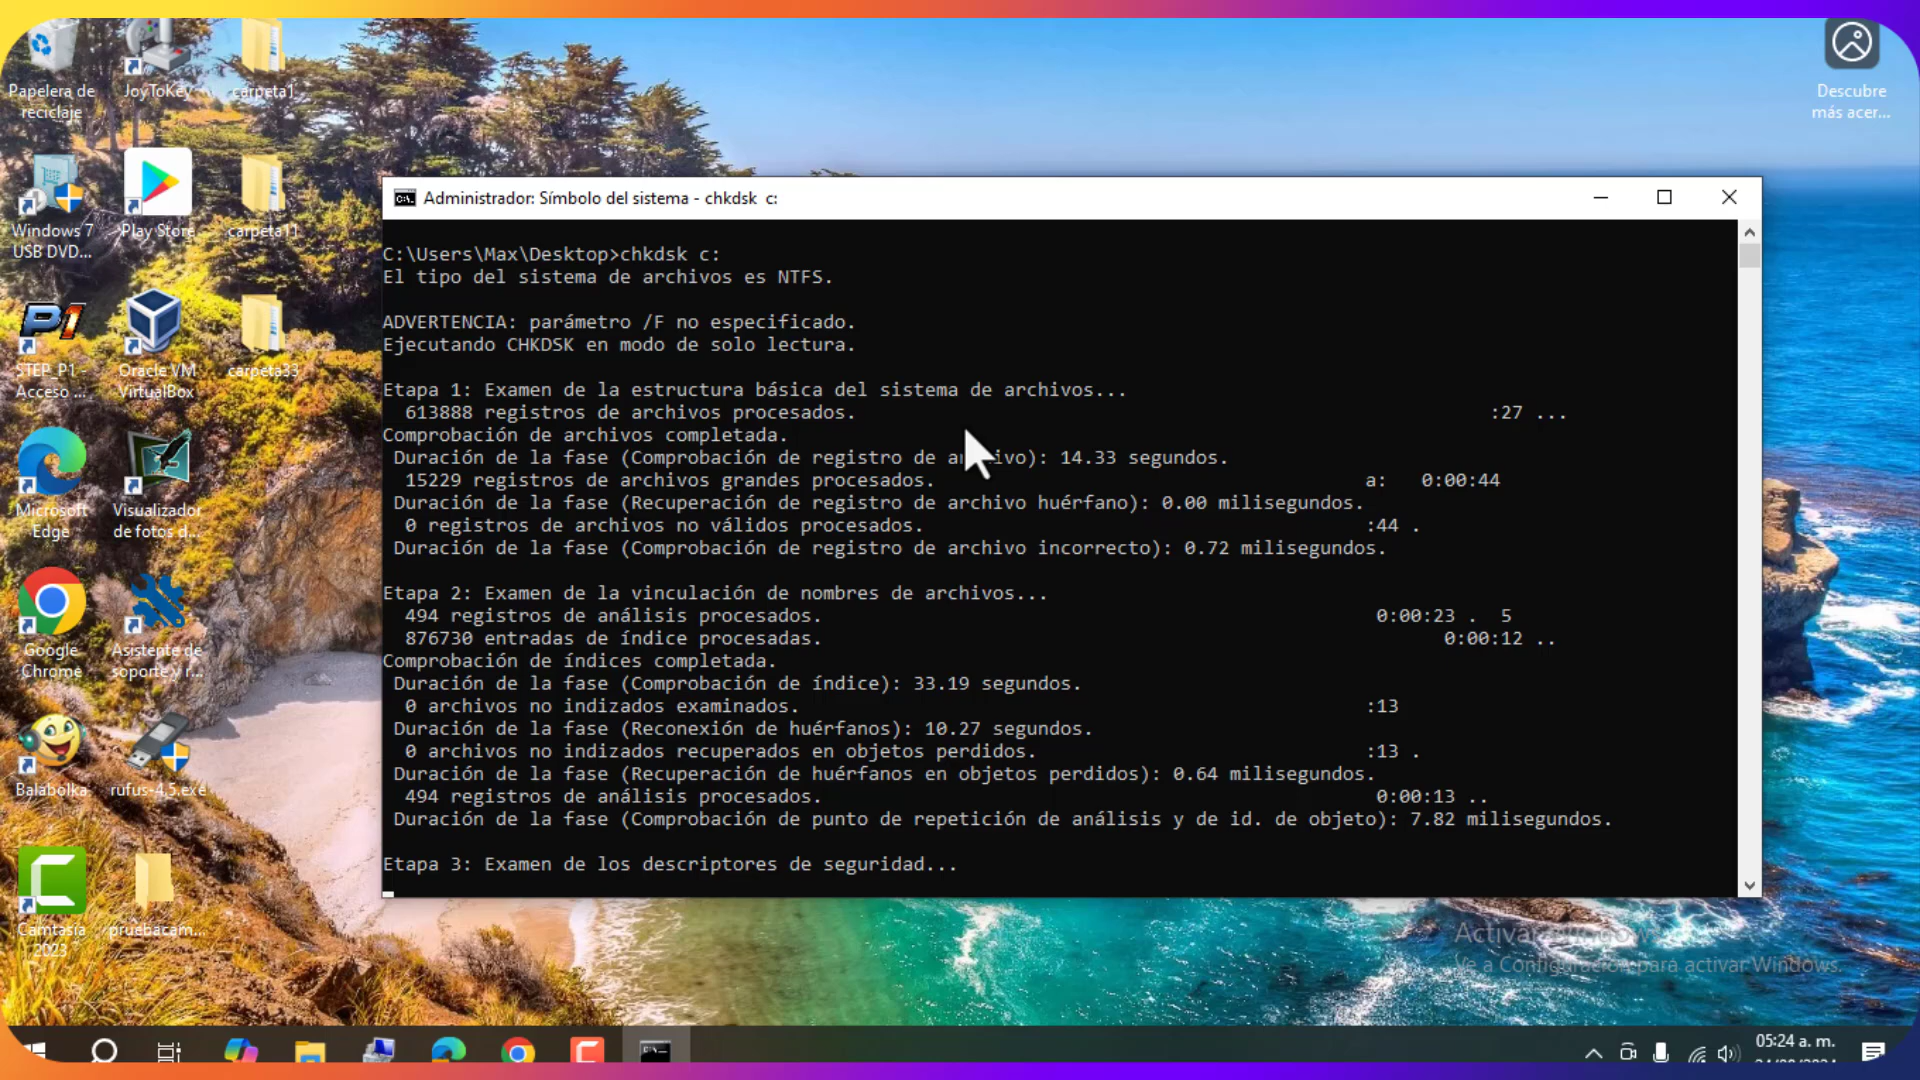 Papelera de
reciclaje
JoyToKey
carpeta1
Descubre
más acer...
Windows 7
USB DVD...
Play Store
carpeta11
STEP_P1 -
Acceso ...
Oracle VM
VirtualBox
carpeta33
Microsoft
Edge
Visualizador
de fotos d...
Google
Chrome
Asistente de
soporte y r...
Balabolka
rufus-4.5.exe
Camtasia
2023
pruebacam...
Administrador: Símbolo del sistema - chkdsk c:
C:\Users\Max\Desktop>chkdsk c:
El tipo del sistema de archivos es NTFS.
ADVERTENCIA: parámetro /F no especificado.
Ejecutando CHKDSK en modo de solo lectura.
Etapa 1: Examen de la estructura básica del sistema de archivos...
613888 registros de archivos procesados. :27 ...
Comprobación de archivos completada.
Duración de la fase (Comprobación de registro de archivo): 14.33 segundos.
15229 registros de archivos grandes procesados. a: 0:00:44
Duración de la fase (Recuperación de registro de archivo huérfano): 0.00 milisegundos.
0 registros de archivos no válidos procesados. :44 .
Duración de la fase (Comprobación de registro de archivo incorrecto): 0.72 milisegundos.
Etapa 2: Examen de la vinculación de nombres de archivos...
494 registros de análisis procesados. 0:00:23 . 5
876730 entradas de índice procesadas. 0:00:12 ..
Comprobación de índices completada.
Duración de la fase (Comprobación de índice): 33.19 segundos.
0 archivos no indizados examinados. :13
Duración de la fase (Reconexión de huérfanos): 10.27 segundos.
0 archivos no indizados recuperados en objetos perdidos. :13 .
Duración de la fase (Recuperación de huérfanos en objetos perdidos): 0.64 milisegundos.
494 registros de análisis procesados. 0:00:13 ..
Duración de la fase (Comprobación de punto de repetición de análisis y de id. de objeto): 7.82 milisegundos.
Etapa 3: Examen de los descriptores de seguridad...
Activar Windows
Ve a Configuración para activar Windows.
05:24 a. m.